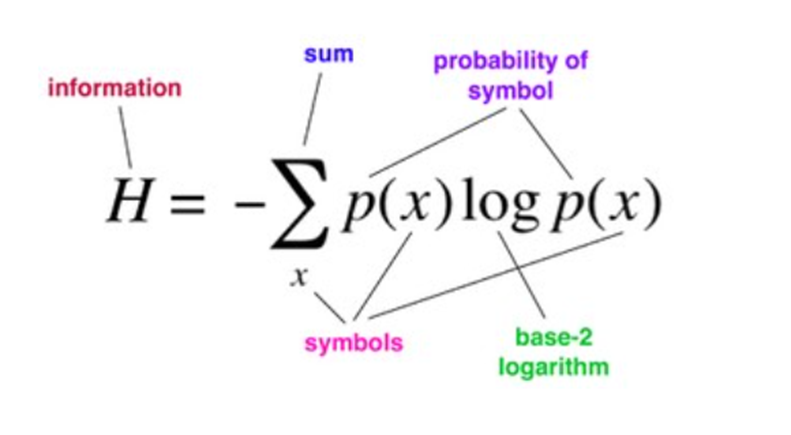 sum
probability of
symbol
information
H = -∑ p(x) log p(x)
x
symbols
base-2
logarithm